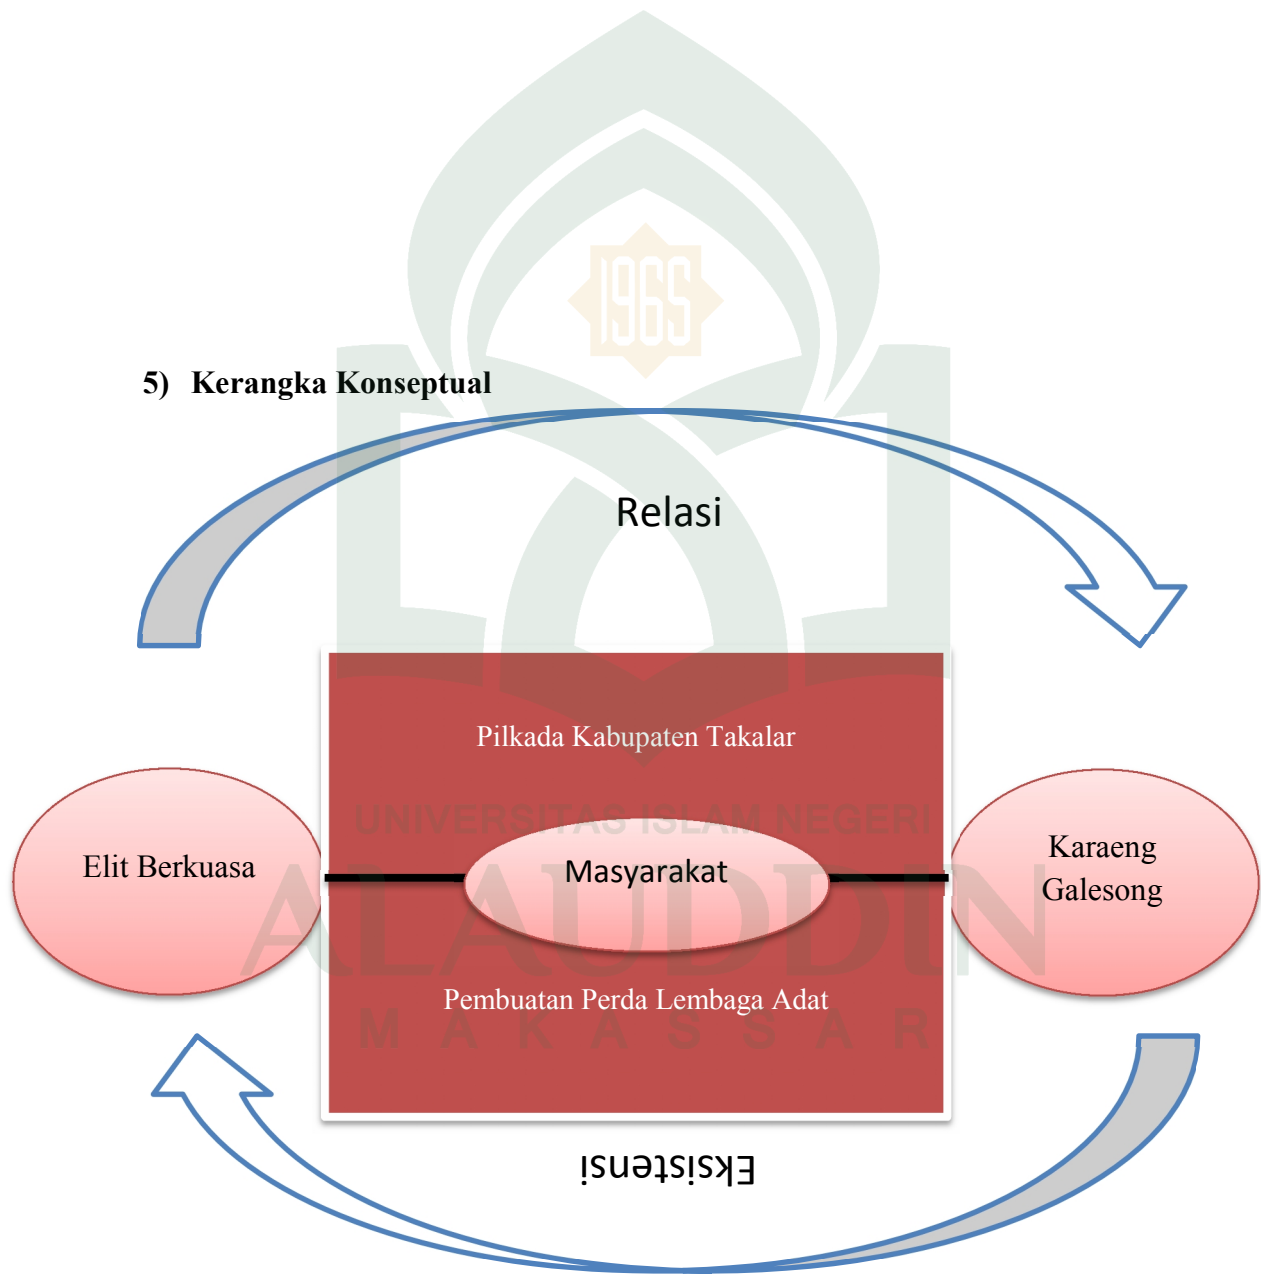 1965
5) Kerangka Konseptual
Relasi
Pilkada Kabupaten Takalar
UNIVERSITAS ISLAM NEGERI
Elit Berkuasa
Masyarakat
Karaeng
Galesong
ALAUDDIN
Pembuatan Perda Lembaga Adat
MAKASSAR
Eksistensi